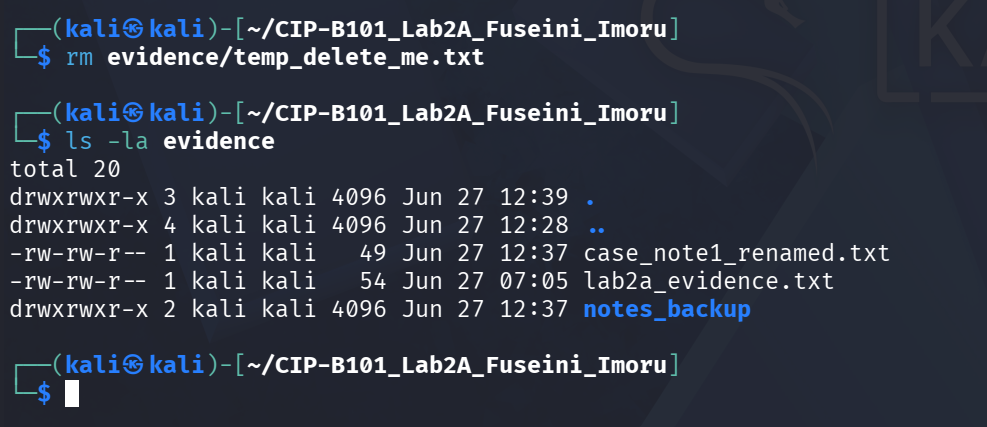 ┌──(kali㉿kali)-[~/CIP-B101_Lab2A_Fuseini_Imoru]
└─$ rm evidence/temp_delete_me.txt
┌──(kali㉿kali)-[~/CIP-B101_Lab2A_Fuseini_Imoru]
└─$ ls -la evidence
total 20
drwxrwxr-x 3 kali kali 4096 Jun 27 12:39 .
drwxrwxr-x 4 kali kali 4096 Jun 27 12:28 ..
-rw-rw-r-- 1 kali kali   49 Jun 27 12:37 case_note1_renamed.txt
-rw-rw-r-- 1 kali kali   54 Jun 27 07:05 lab2a_evidence.txt
drwxrwxr-x 2 kali kali 4096 Jun 27 12:37 notes_backup
┌──(kali㉿kali)-[~/CIP-B101_Lab2A_Fuseini_Imoru]
└─$